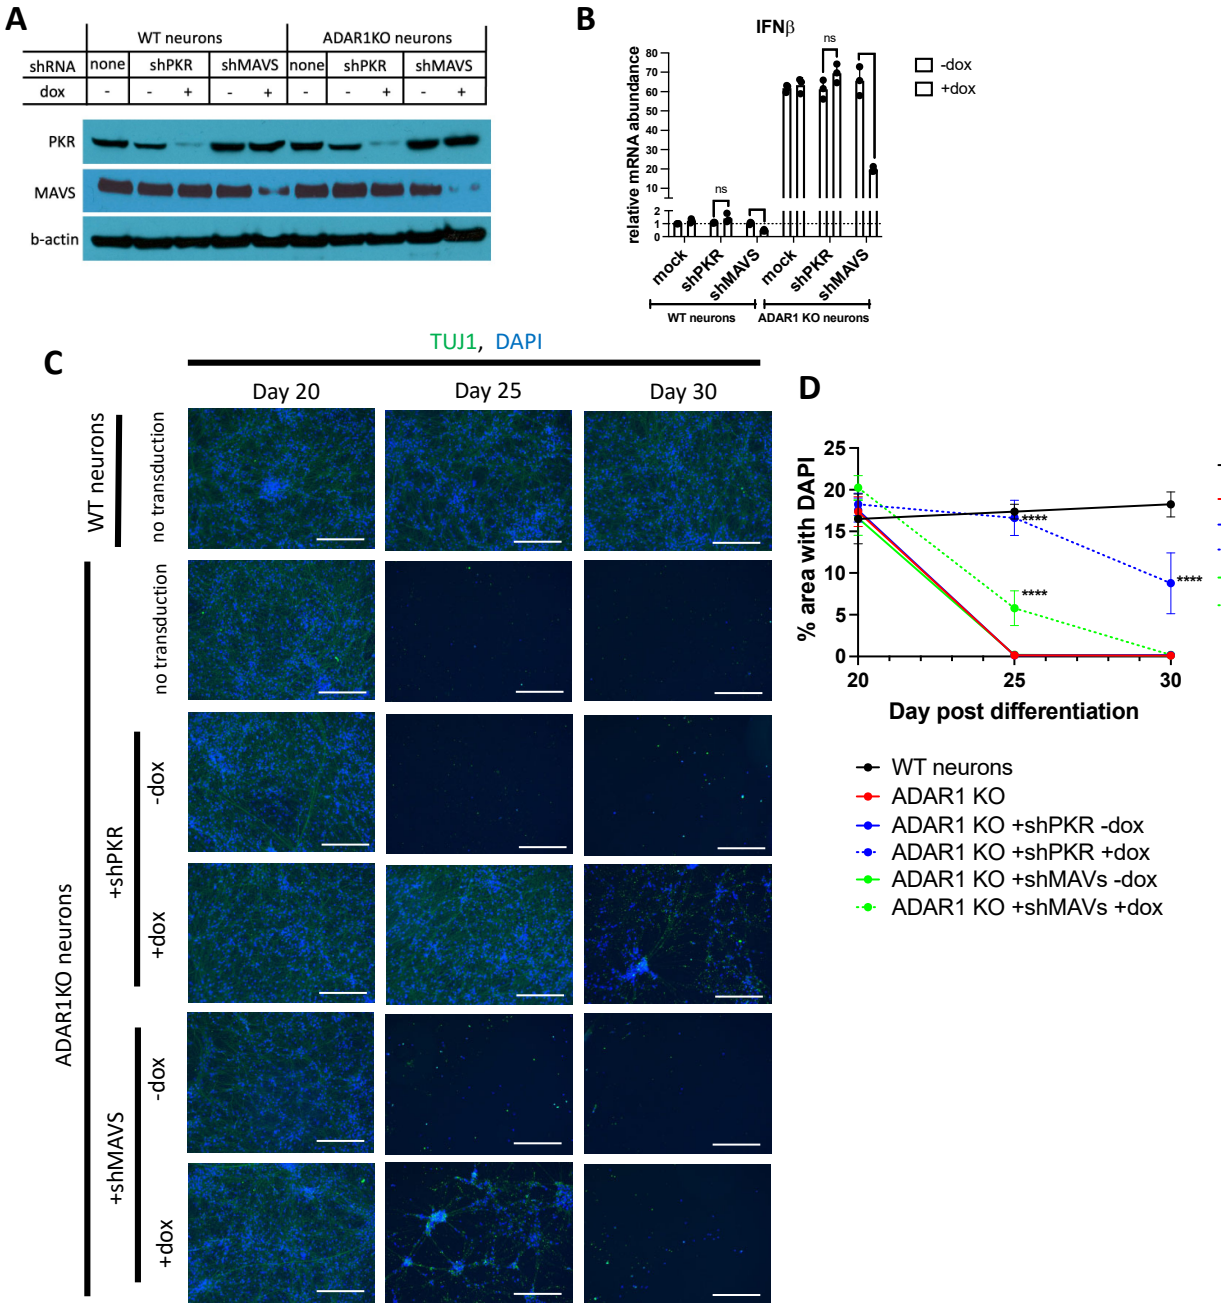 A
WT neurons ADAR1KO neurons
shRNA none shPKR shMAVS none shPKR shMAVS
dox - - + - + - - + - +
PKR
MAVS
b-actin
B
IFNβ
relative mRNA abundance
80
70
60
50
40
30
20
10
2
1
0
ns
ns
-dox
+dox
mock
shPKR
shMAVS
mock
shPKR
shMAVS
WT neurons ADAR1 KO neurons
C
TUJ1, DAPI
Day 20 Day 25 Day 30
WT neurons
no transduction
ADAR1KO neurons
no transduction
+shPKR
-dox
+dox
+shMAVS
-dox
+dox
D
% area with DAPI
25
20
15
10
5
0
****
****
****
20 25 30
Day post differentiation
WT neurons
ADAR1 KO
ADAR1 KO +shPKR -dox
ADAR1 KO +shPKR +dox
ADAR1 KO +shMAVs -dox
ADAR1 KO +shMAVs +dox